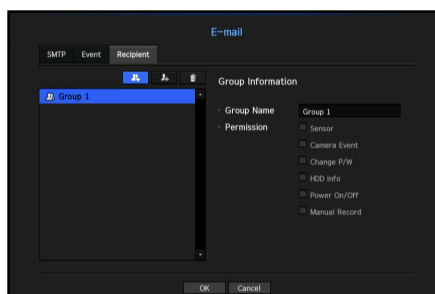 E-mail
SMTP Event Recipient
Group 1
Group Information
· Group Name Group 1
· Permission Sensor
Camera Event
Change P/W
HDD Info
Power On/Off
Manual Record
OK Cancel